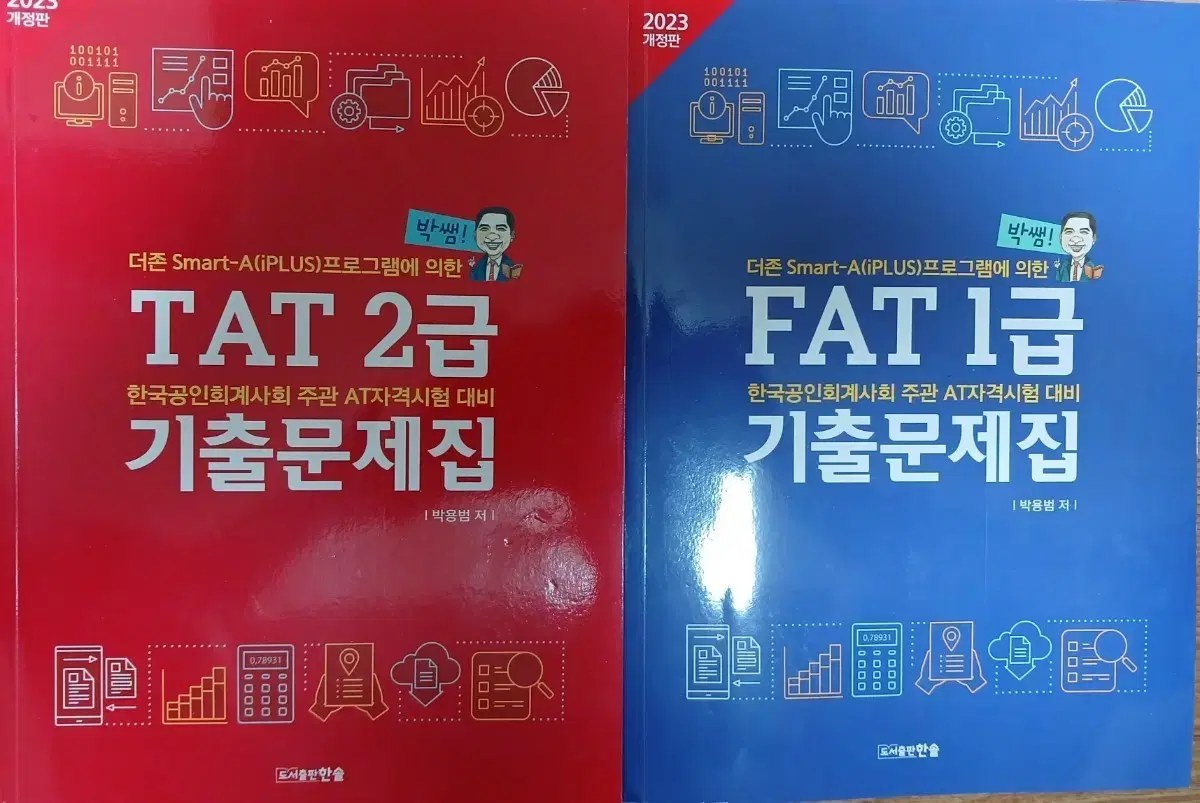 2023
개정판
100101
001111
박쌤!
더존 Smart-A(iPLUS)프로그램에 의한
TAT 2급
한국공인회계사회 주관 AT자격시험 대비
기출문제집
| 박용범 저 |
0,78931
도서출판한솔
2023
개정판
100101
001111
박쌤!
더존 Smart-A(iPLUS)프로그램에 의한
FAT 1급
한국공인회계사회 주관 AT자격시험 대비
기출문제집
| 박용범 저 |
0,78931
도서출판한솔